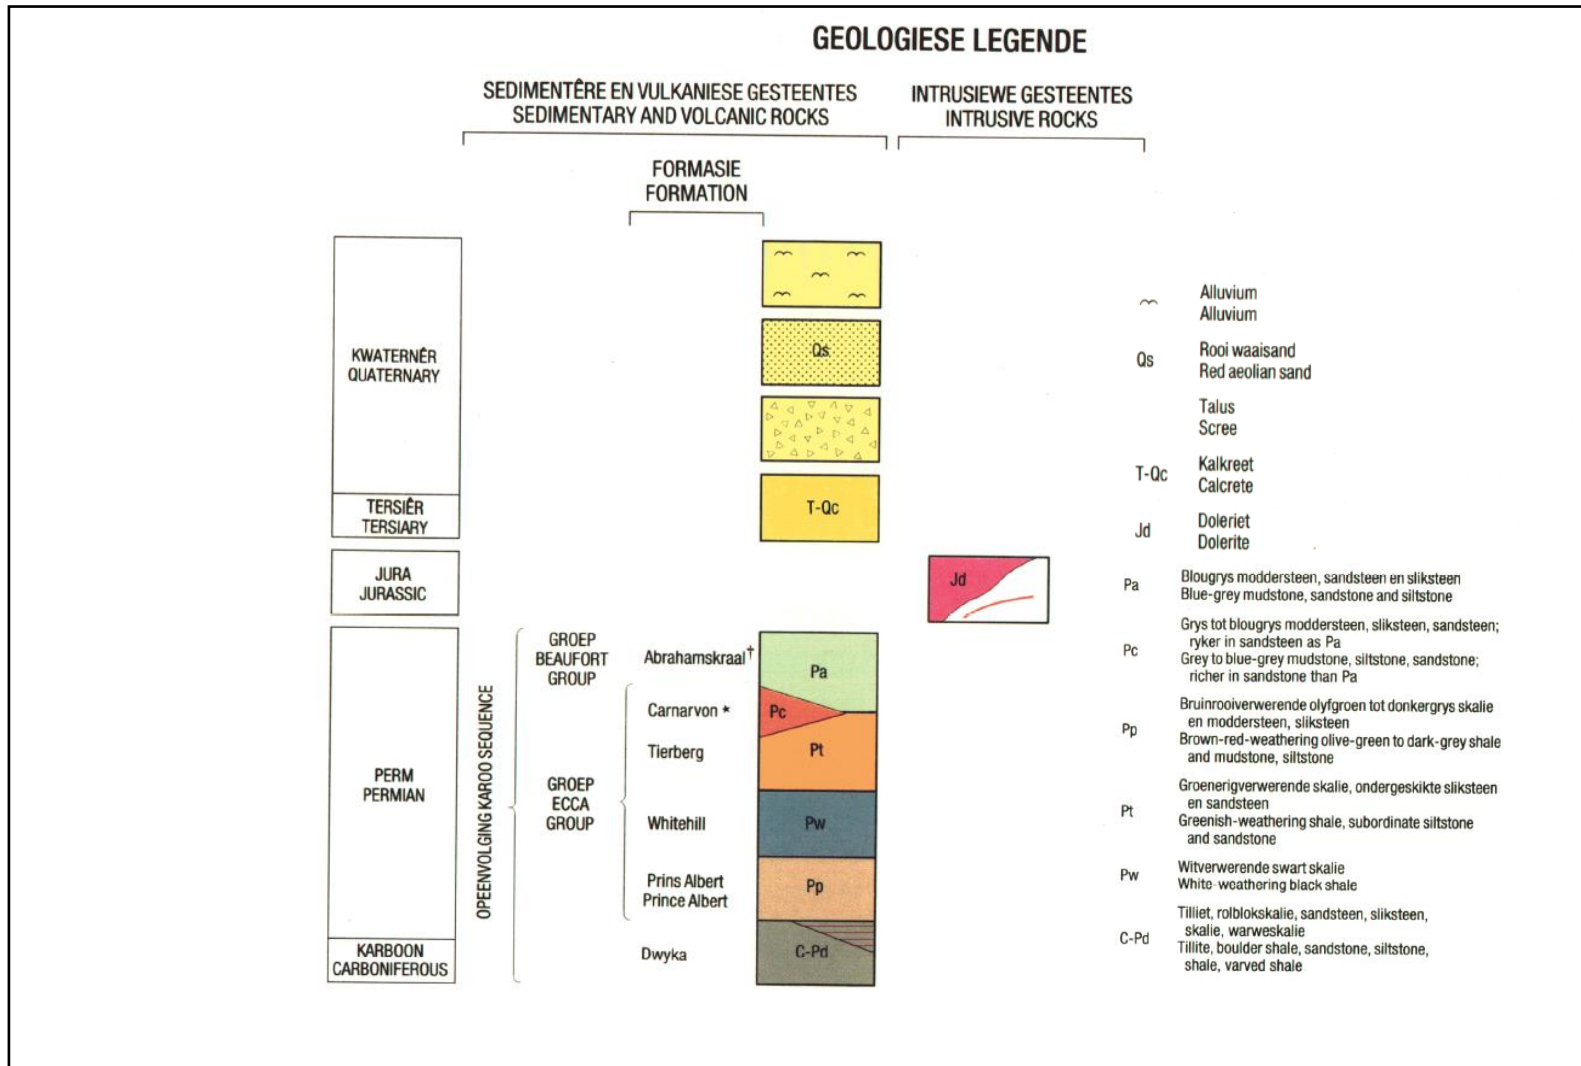 GEOLOGIESE LEGENDE
SEDIMENTÊRE EN VULKANIESE GESTEENTES
SEDIMENTARY AND VOLCANIC ROCKS
INTRUSIEWE GESTEENTES
INTRUSIVE ROCKS
FORMASIE
FORMATION
KWATERNÊR
QUATERNARY
TERSIÊR
TERSIARY
JURA
JURASSIC
PERM
PERMIAN
KARBOON
CARBONIFEROUS
OPEENVOLGING KAROO SEQUENCE
GROEP
BEAUFORT
GROUP
GROEP
ECCA
GROUP
Abrahamskraal†
Carnarvon *
Tierberg
Whitehill
Prins Albert
Prince Albert
Dwyka
Qs
T-Qc
Jd
Pa
Pc
Pt
Pw
Pp
C-Pd
Alluvium
Alluvium
Qs
Rooi waaisand
Red aeolian sand
Talus
Scree
T-Qc
Kalkreet
Calcrete
Jd
Doleriet
Dolerite
Pa
Blougrys moddersteen, sandsteen en sliksteen
Blue-grey mudstone, sandstone and siltstone
Pc
Grys tot blougrys moddersteen, sliksteen, sandsteen;
ryker in sandsteen as Pa
Grey to blue-grey mudstone, siltstone, sandstone;
richer in sandstone than Pa
Pp
Bruinrooiverwerende olyfgroen tot donkergrys skalie
en moddersteen, sliksteen
Brown-red-weathering olive-green to dark-grey shale
and mudstone, siltstone
Pt
Groenerigverwerende skalie, ondergeskikte sliksteen
en sandsteen
Greenish-weathering shale, subordinate siltstone
and sandstone
Pw
Witverwerende swart skalie
White-weathering black shale
C-Pd
Tilliet, rolblokskalie, sandsteen, sliksteen,
skalie, warweskalie
Tillite, boulder shale, sandstone, siltstone,
shale, varved shale